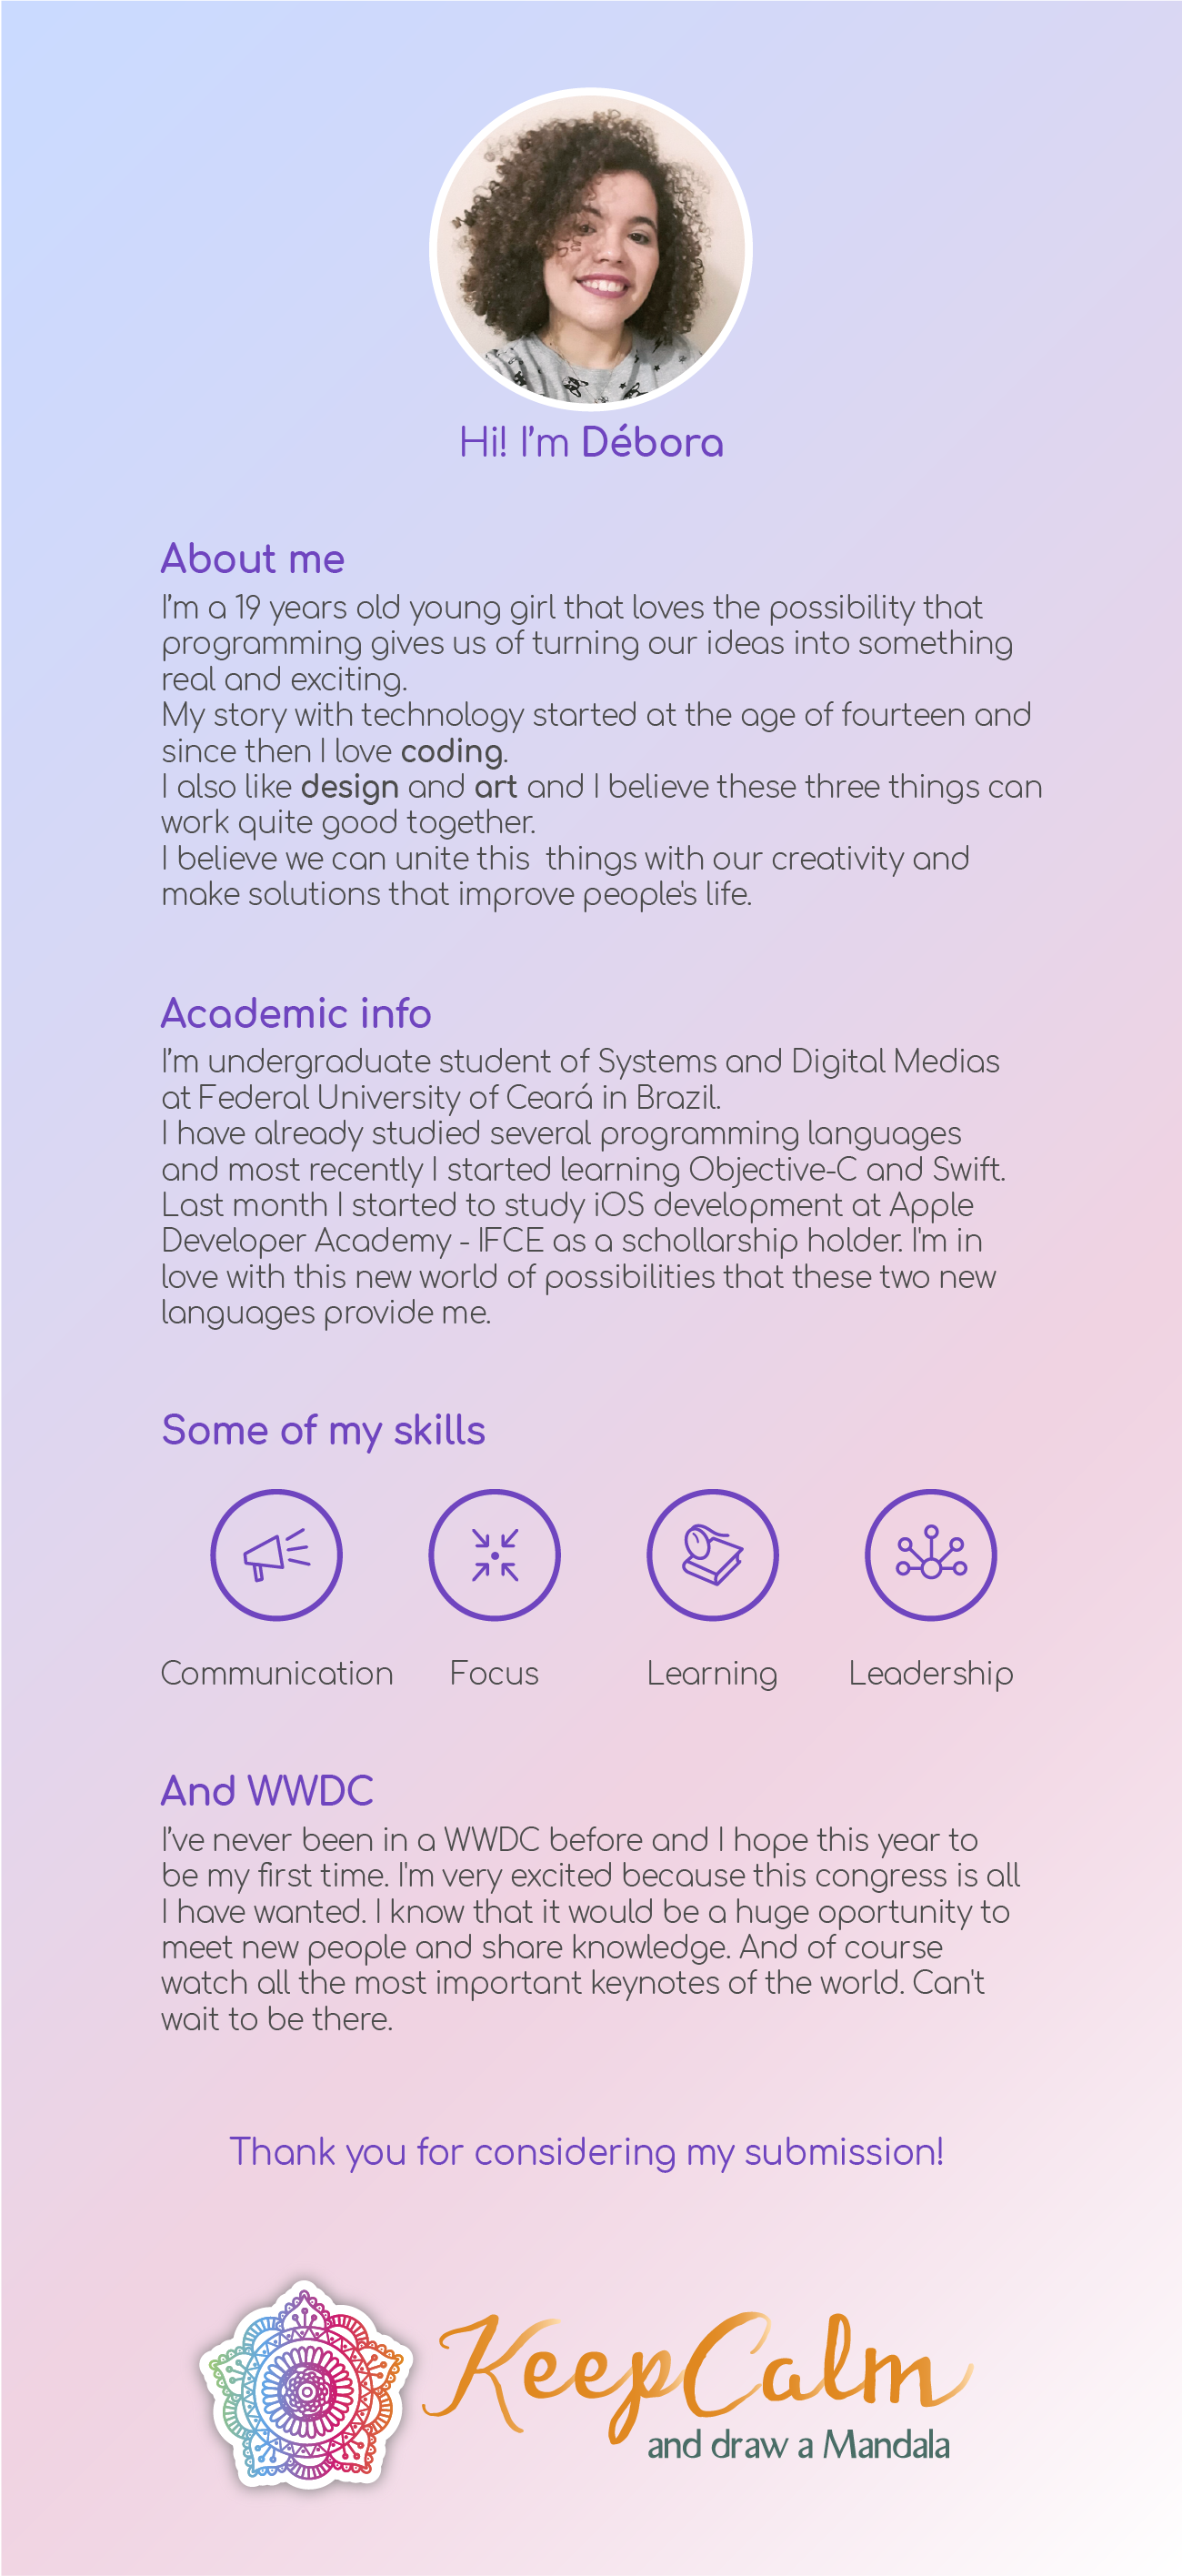 Hi! I’m Débora
About me
I’m a 19 years old young girl that loves the possibility that
programming gives us of turning our ideas into something
real and exciting.
My story with technology started at the age of fourteen and
since then I love coding.
I also like design and art and I believe these three things can
work quite good together.
I believe we can unite this  things with our creativity and
make solutions that improve people's life.
Academic info
I’m undergraduate student of Systems and Digital Medias
at Federal University of Ceará in Brazil.
I have already studied several programming languages
and most recently I started learning Objective-C and Swift.
Last month I started to study iOS development at Apple
Developer Academy - IFCE as a schollarship holder. I'm in
love with this new world of possibilities that these two new
languages provide me.
Some of my skills
Communication Focus Learning Leadership
And WWDC
I’ve never been in a WWDC before and I hope this year to
be my first time. I'm very excited because this congress is all
I have wanted. I know that it would be a huge oportunity to
meet new people and share knowledge. And of course
watch all the most important keynotes of the world. Can't
wait to be there.
Thank you for considering my submission!
KeepCalm
and draw a Mandala